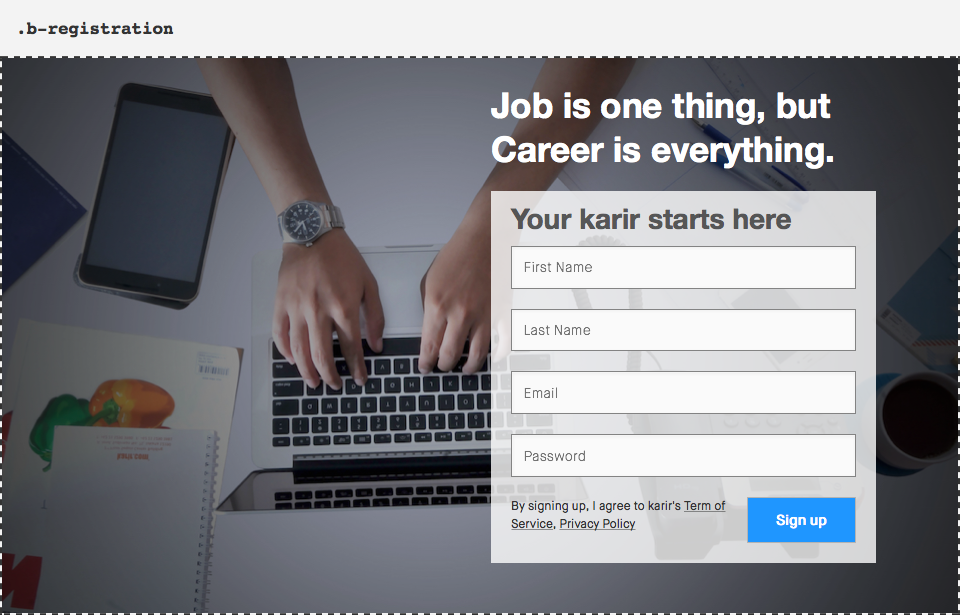 .b-registration
Job is one thing, but
Career is everything.
Your karir starts here
First Name
Last Name
Email
Password
By signing up, I agree to karir's Term of
Service, Privacy Policy
Sign up